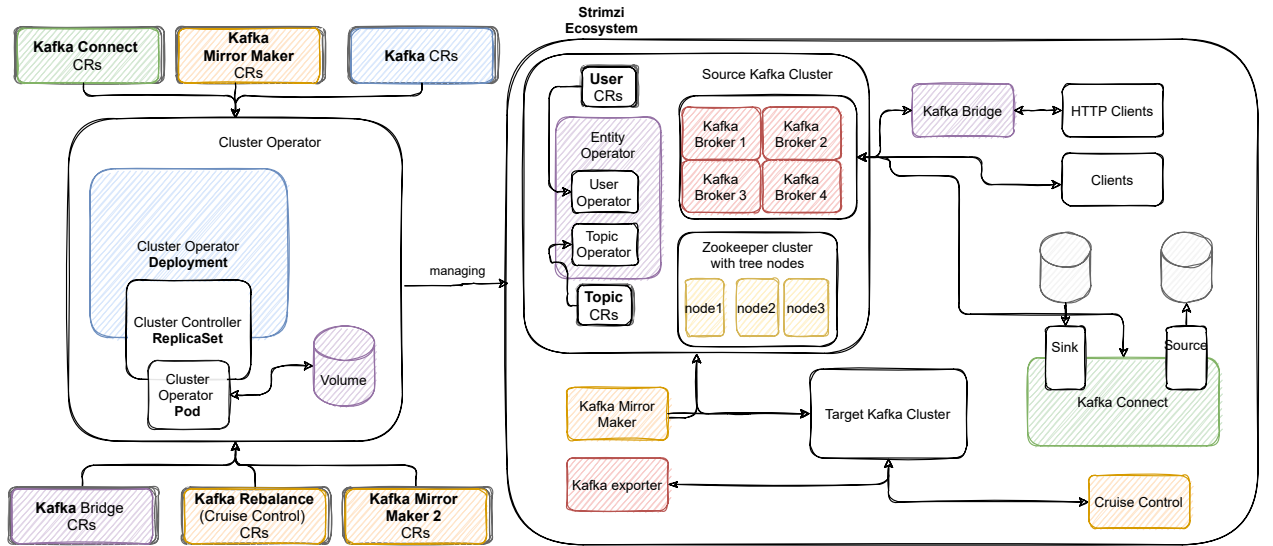 Strimzi
Ecosystem
Kafka Connect
CRs
Kafka
Mirror Maker
CRs
Kafka CRs
Cluster Operator
Cluster Operator
Deployment
Cluster Controller
ReplicaSet
Cluster
Operator
Pod
Volume
Kafka Bridge
CRs
Kafka Rebalance
(Cruise Control)
CRs
Kafka Mirror
Maker 2
CRs
managing
User
CRs
Source Kafka Cluster
Entity
Operator
User
Operator
Topic
Operator
Topic
CRs
Kafka
Broker 1
Kafka
Broker 2
Kafka
Broker 3
Kafka
Broker 4
Zookeeper cluster
with tree nodes
node1
node2
node3
Kafka Bridge
HTTP Clients
Clients
Sink
Source
Kafka Connect
Kafka Mirror
Maker
Target Kafka Cluster
Kafka exporter
Cruise Control